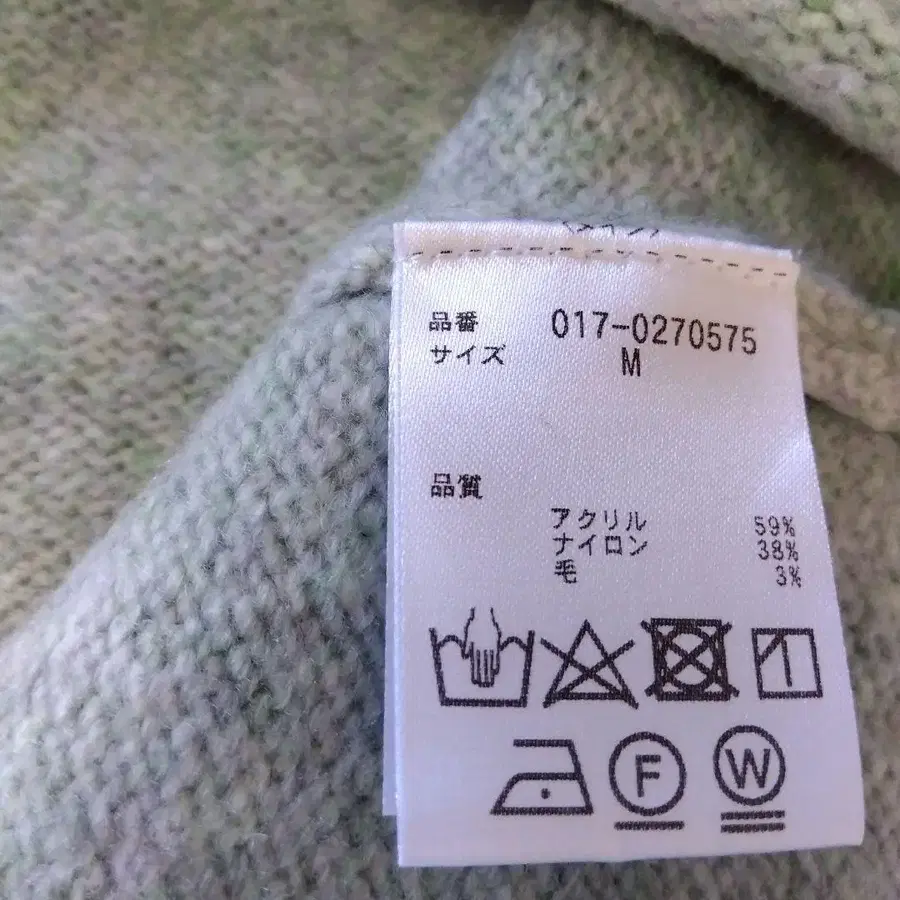 品番 017-0270575
サイズ M
品質
アクリル 59%
ナイロン 38%
毛 3%
F
W